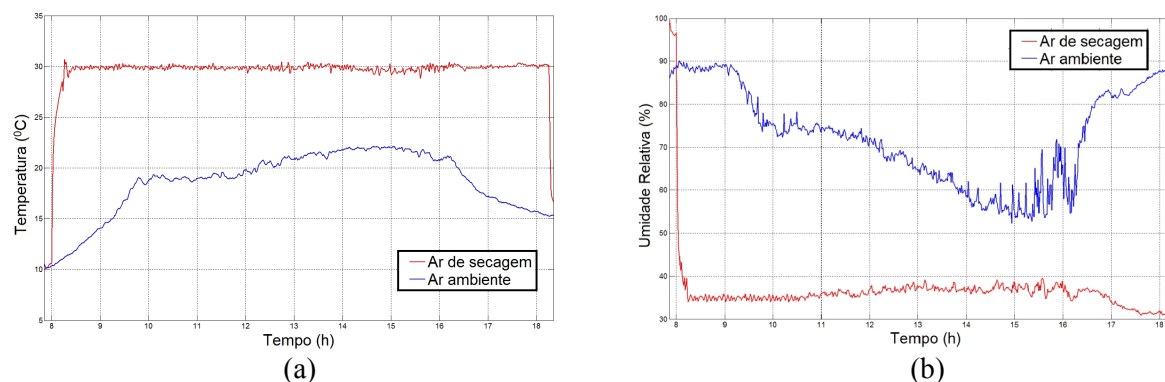 35
30
25
20
15
10
5
Temperatura (⁰C)
Ar de secagem
Ar ambiente
8 9 10 11 12 13 14 15 16 17 18
Tempo (h)
(a)
100
90
80
70
60
50
40
30
Umidade Relativa (%)
Ar de secagem
Ar ambiente
8 9 10 11 12 13 14 15 16 17 18
Tempo (h)
(b)